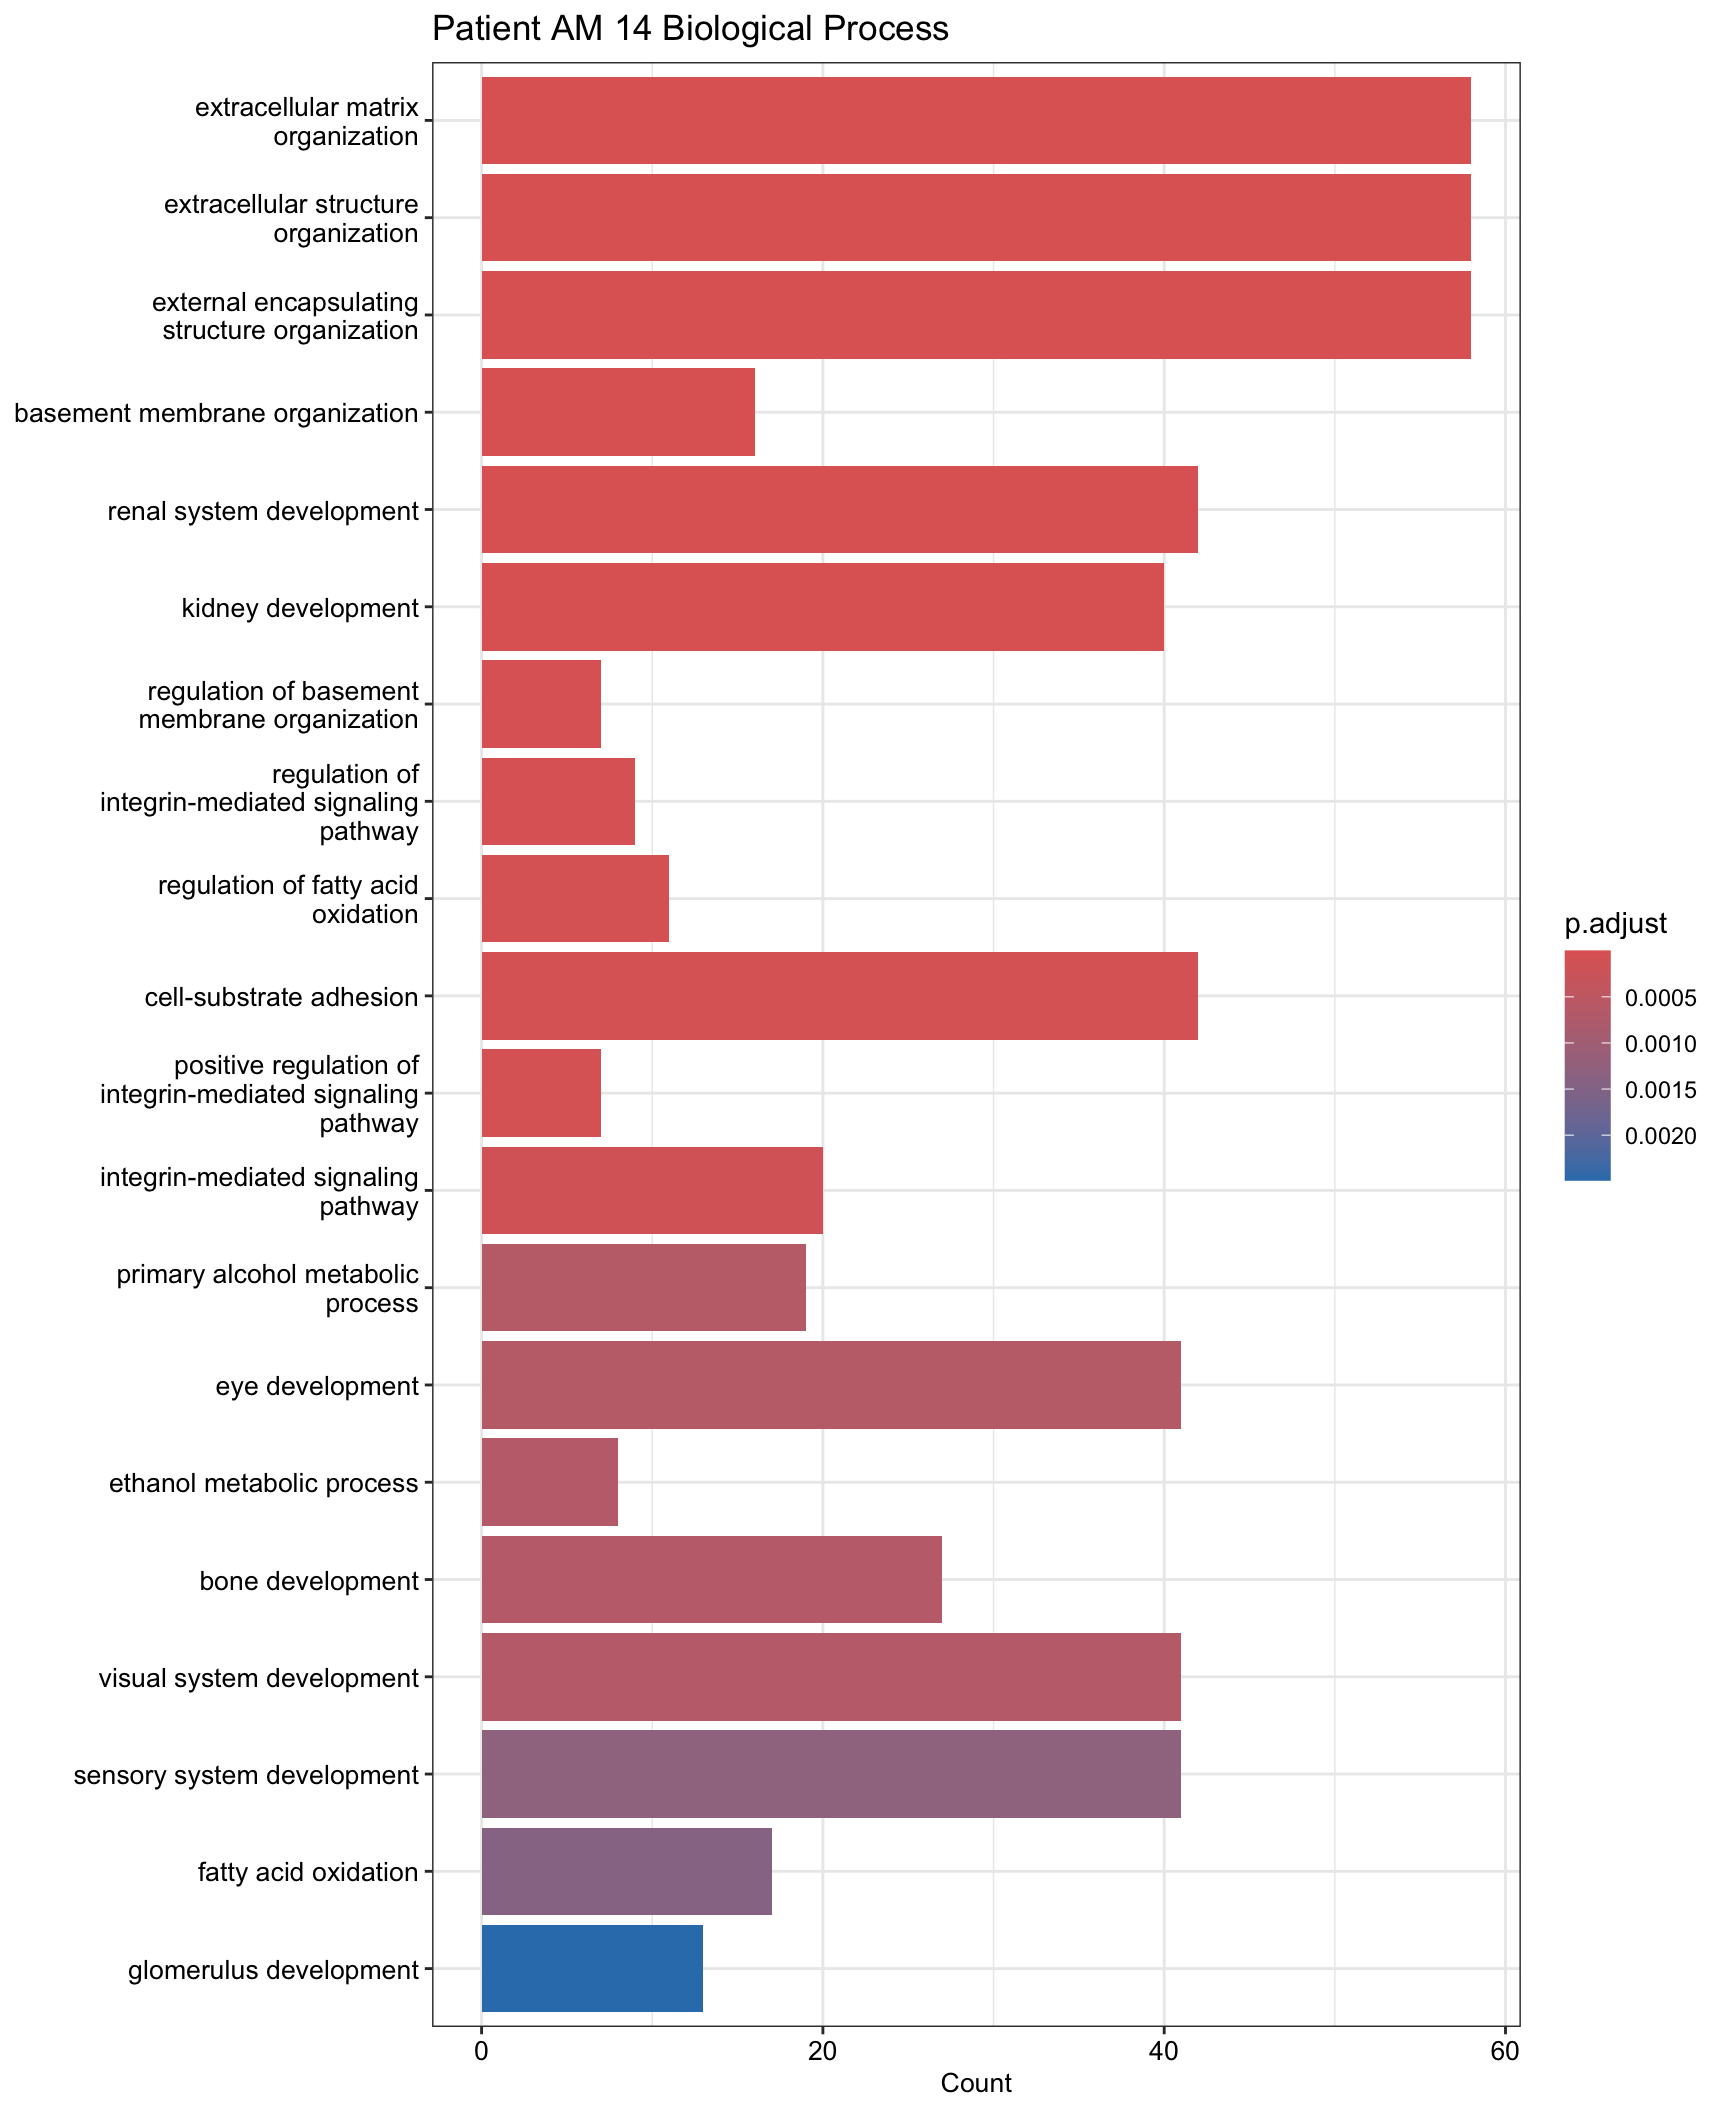 Patient AM 14 Biological Process
extracellular matrix
organization
extracellular structure
organization
external encapsulating
structure organization
basement membrane organization
renal system development
kidney development
regulation of basement
membrane organization
regulation of
integrin-mediated signaling
pathway
regulation of fatty acid
oxidation
cell-substrate adhesion
positive regulation of
integrin-mediated signaling
pathway
integrin-mediated signaling
pathway
primary alcohol metabolic
process
eye development
ethanol metabolic process
bone development
visual system development
sensory system development
fatty acid oxidation
glomerulus development
0 20 40 60
Count
p.adjust
0.0005
0.0010
0.0015
0.0020